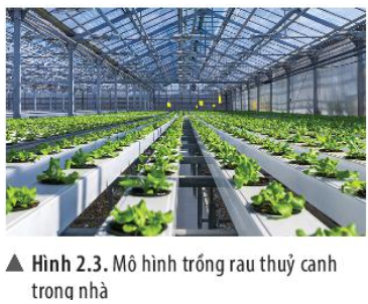 ▲ Hình 2.3. Mô hình trồng rau thuỷ canh
trong nhà